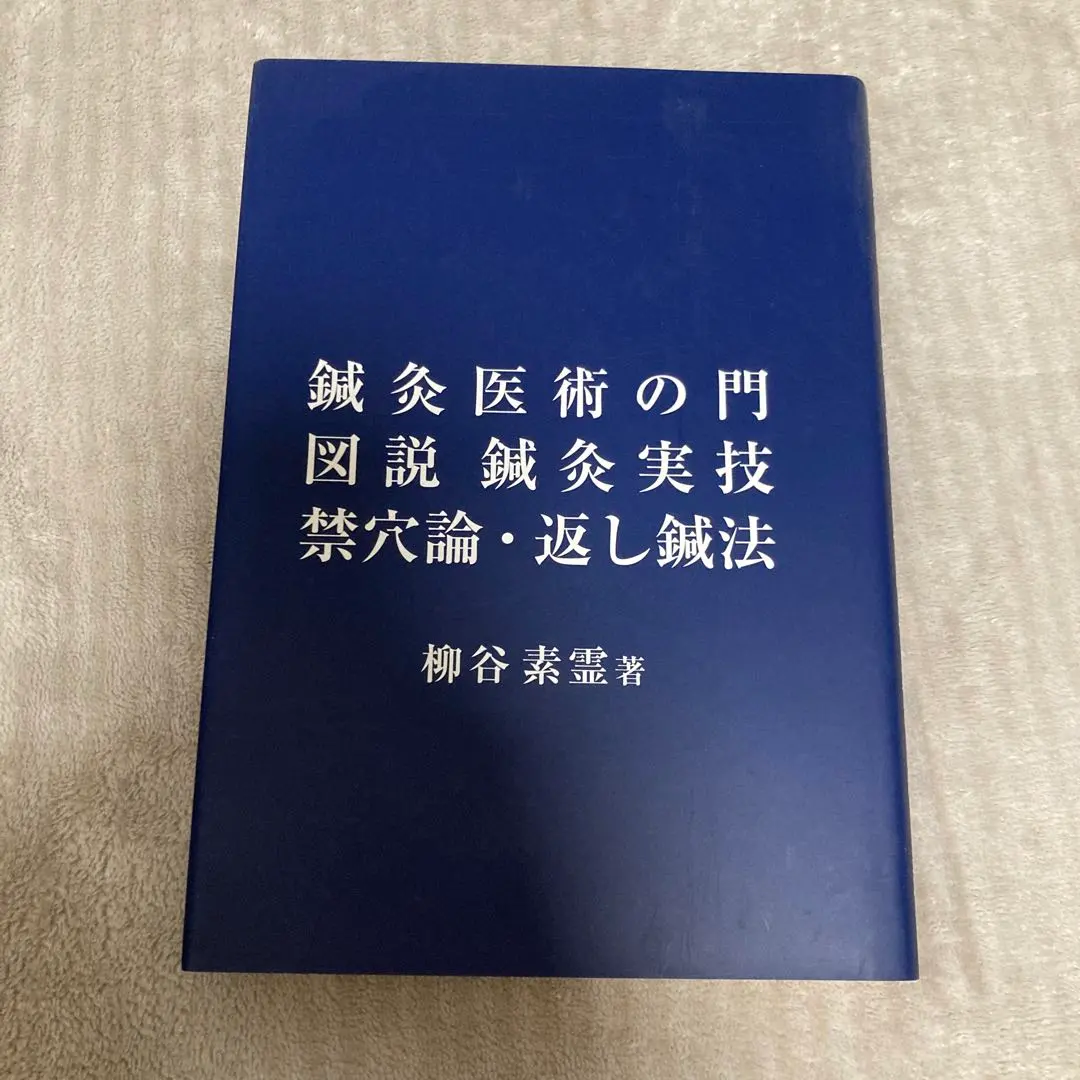 鍼灸医術の門
図説 鍼灸実技
禁穴論・返し鍼法
柳谷素霊著